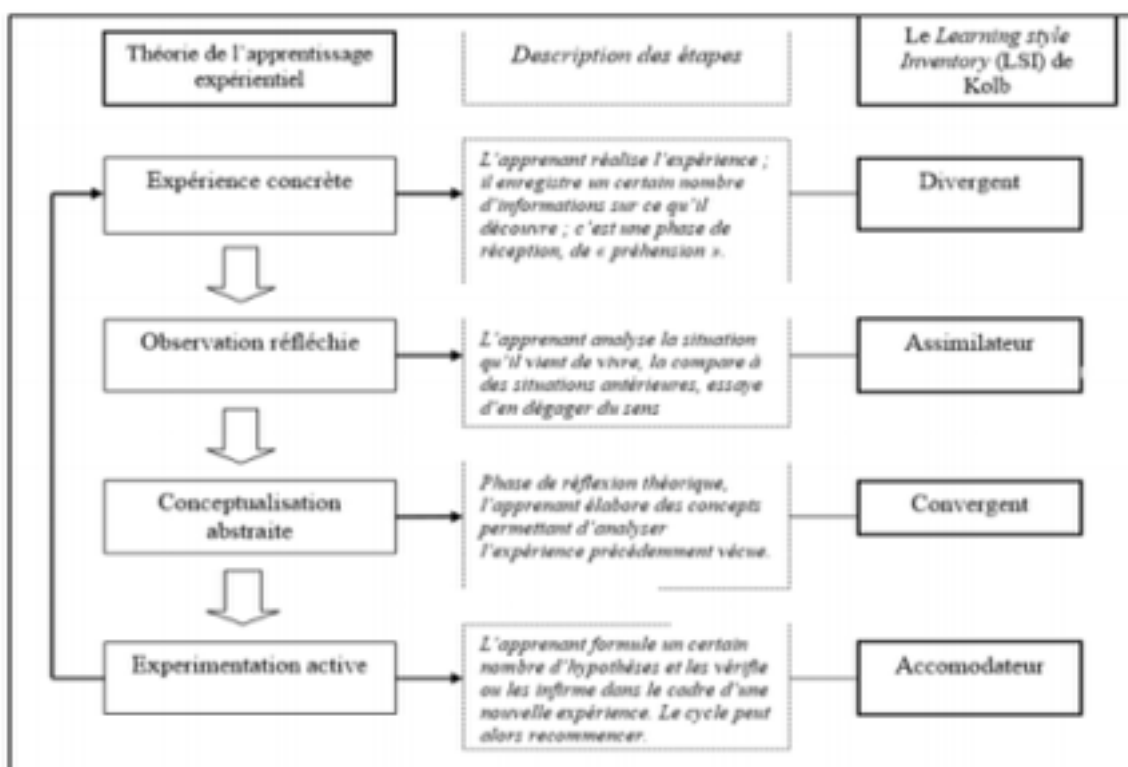 Théorie de l'apprentissage
expérientiel
Description des étapes
Le Learning style
Inventory (LSI) de
Kolb
Expérience concrète
L'apprenant réalise l'expérience ;
il enregistre un certain nombre
d'informations sur ce qu'il
découvre ; c'est une phase de
réception, de « préhension ».
Divergent
Observation réfléchie
L'apprenant analyse la situation
qu'il vient de vivre, la compare à
des situations antérieures, essaye
d'en dégager du sens
Assimilateur
Conceptualisation
abstraite
Phase de réflexion théorique,
l'apprenant élabore des concepts
permettant d'analyser
l'expérience précédemment vécue.
Convergent
Experimentation active
L'apprenant formule un certain
nombre d'hypothèses et les vérifie
ou les infirme dans le cadre d'une
nouvelle expérience. Le cycle peut
alors recommencer.
Accomodateur